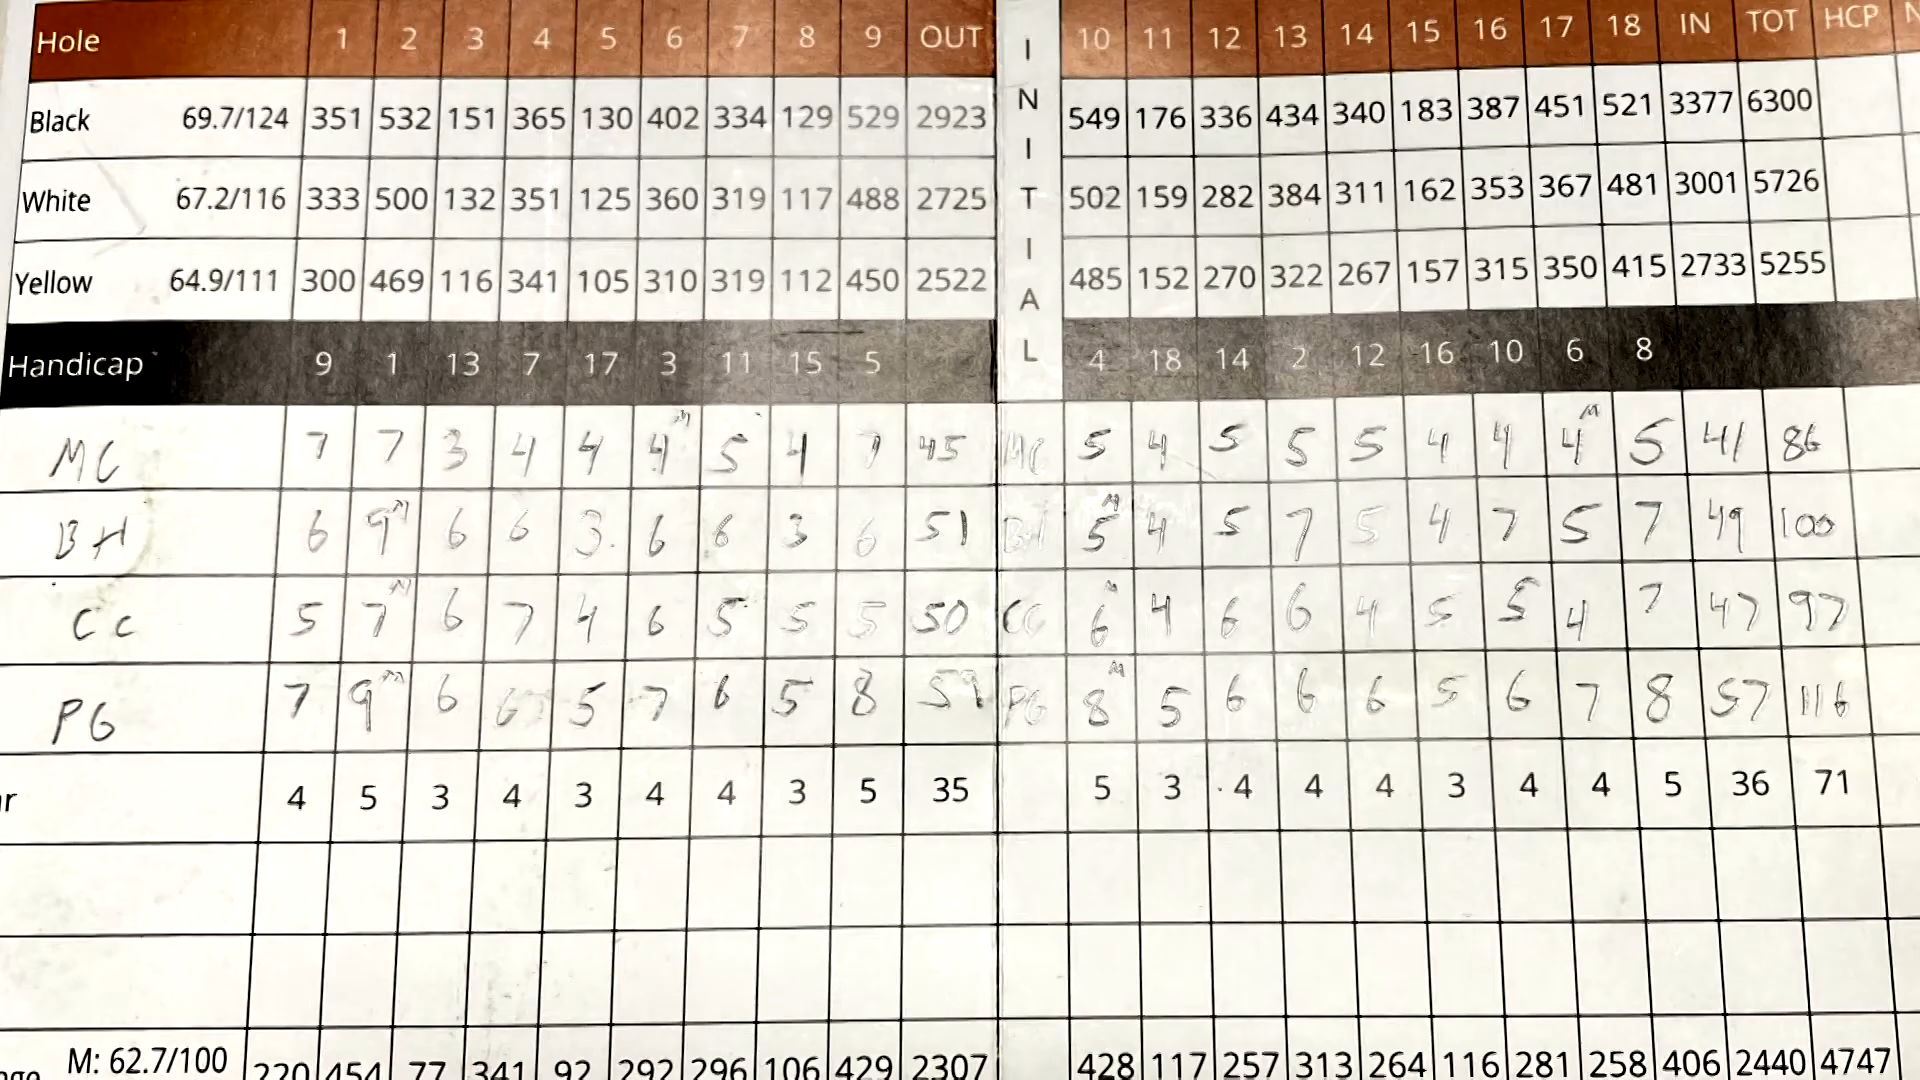 Hole 1 2 3 4 5 6 7 8 9 OUT INITIAL 10 11 12 13 14 15 16 17 18 IN TOT HCP N
Black 69.7/124 351 532 151 365 130 402 334 129 529 2923 549 176 336 434 340 183 387 451 521 3377 6300
White 67.2/116 333 500 132 351 125 360 319 117 488 2725 502 159 282 384 311 162 353 367 481 3001 5726
Yellow 64.9/111 300 469 116 341 105 310 319 112 450 2522 485 152 270 322 267 157 315 350 415 2733 5255
Handicap 9 1 13 7 17 3 11 15 5 4 18 14 2 12 16 10 6 8
MC 7 7 3 4 4 4 M 5 4 7 45 MC 5 4 5 5 5 4 4 4 M 5 41 86
BH 6 9 M 6 6 3 6 6 3 6 51 BH 5 M 4 5 7 5 4 7 5 7 49 100
CC 5 7 M 6 7 4 6 5 5 5 50 CC 6 M 4 6 6 4 5 5 4 7 47 97
PG 7 9 M 6 6 5 7 6 5 8 59 PG 8 M 5 6 6 6 5 6 7 8 57 116
r 4 5 3 4 3 4 4 3 5 35 5 3 4 4 4 3 4 4 5 36 71
nge M: 62.7/100 220 454 77 341 92 292 296 106 429 2307 428 117 257 313 264 116 281 258 406 2440 4747